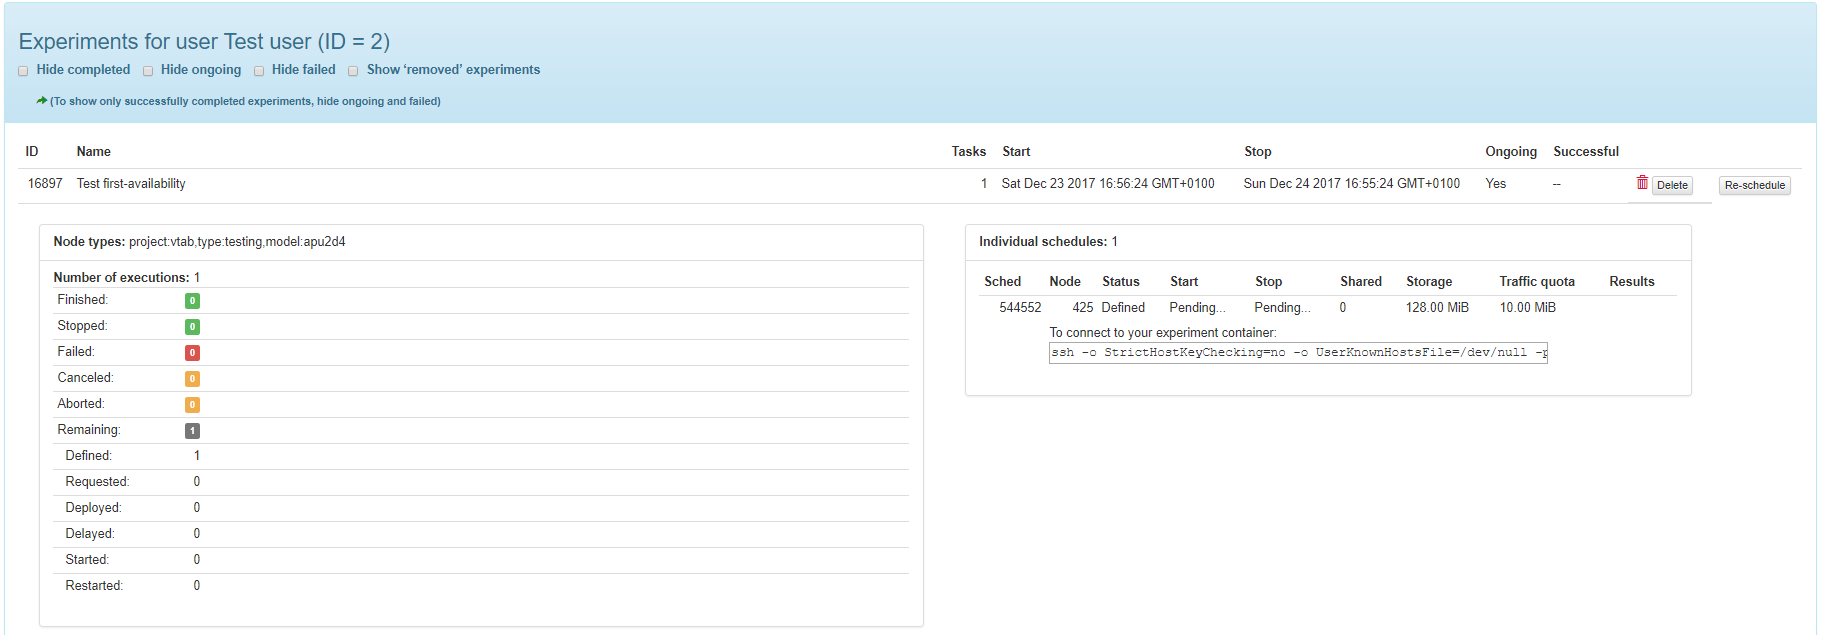 Experiments for user Test user (ID = 2)
Hide completed Hide ongoing Hide failed Show ‘removed’ experiments
(To show only successfully completed experiments, hide ongoing and failed)
ID Name Tasks Start Stop Ongoing Successful
16897 Test first-availability 1 Sat Dec 23 2017 16:56:24 GMT+0100 Sun Dec 24 2017 16:55:24 GMT+0100 Yes -- Delete Re-schedule
Node types: project:vtab,type:testing,model:apu2d4
Number of executions: 1
Finished: 0
Stopped: 0
Failed: 0
Canceled: 0
Aborted: 0
Remaining: 1
Defined: 1
Requested: 0
Deployed: 0
Delayed: 0
Started: 0
Restarted: 0
Individual schedules: 1
Sched Node Status Start Stop Shared Storage Traffic quota Results
544552 425 Defined Pending... Pending... 0 128.00 MiB 10.00 MiB
To connect to your experiment container:
ssh -o StrictHostKeyChecking=no -o UserKnownHostsFile=/dev/null -p